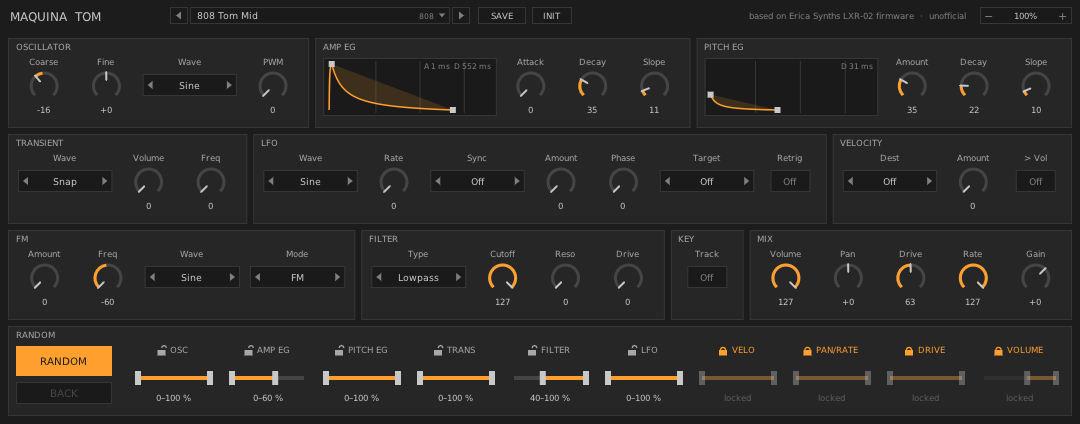 MAQUINA TOM
808 Tom Mid 808
SAVE INIT
based on Erica Synths LXR-02 firmware · unofficial
− 100% +
OSCILLATOR
Coarse Fine Wave PWM
Sine
-16 +0 0
AMP EG
A 1 ms D 552 ms
Attack Decay Slope
0 35 11
PITCH EG
D 31 ms
Amount Decay Slope
35 22 10
TRANSIENT
Wave Volume Freq
Snap
0 0
LFO
Wave Rate Sync Amount Phase Target Retrig
Sine Off Off Off
0 0 0
VELOCITY
Dest Amount > Vol
Off Off
0
FM
Amount Freq Wave Mode
Sine FM
0 -60
FILTER
Type Cutoff Reso Drive
Lowpass
127 0 0
KEY
Track
Off
MIX
Volume Pan Drive Rate Gain
127 +0 63 127 +0
RANDOM
RANDOM
BACK
OSC AMP EG PITCH EG TRANS FILTER LFO VELO PAN/RATE DRIVE VOLUME
0–100 % 0–60 % 0–100 % 0–100 % 40–100 % 0–100 % locked locked locked locked